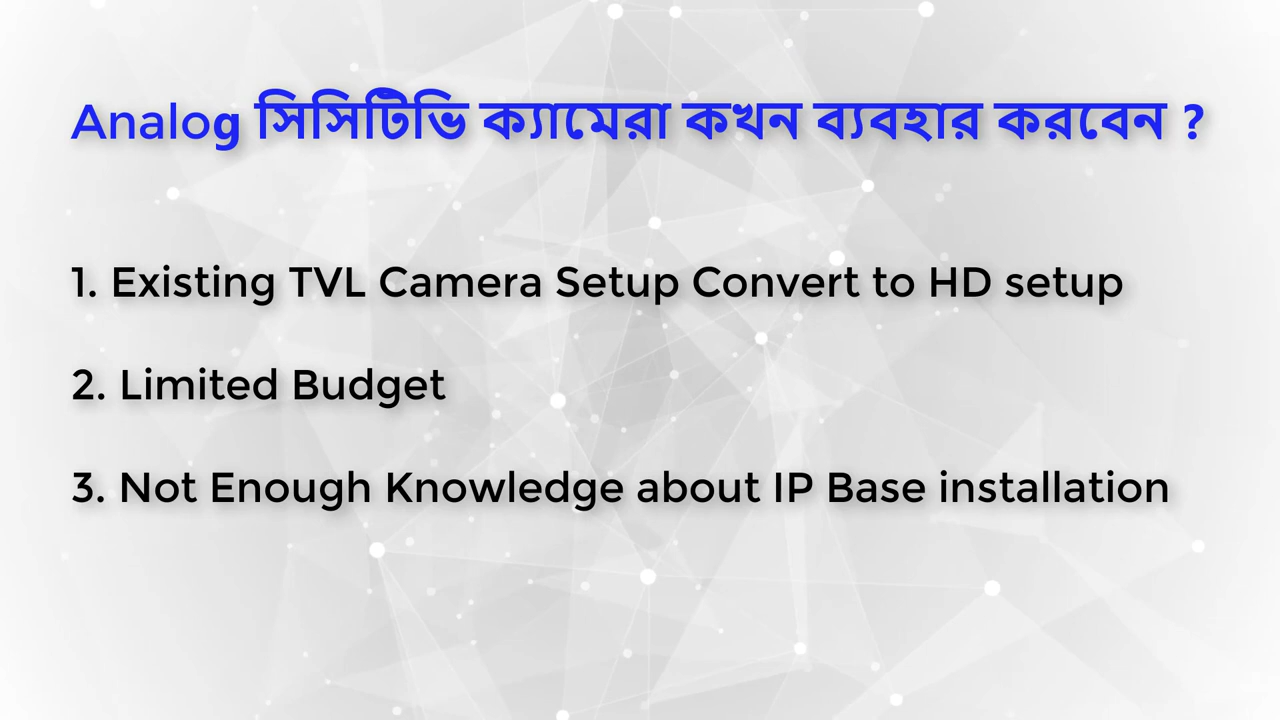 Analog সিসিটিভি ক্যামেরা কখন ব্যবহার করবেন ?
1. Existing TVL Camera Setup Convert to HD setup
2. Limited Budget
3. Not Enough Knowledge about IP Base installation